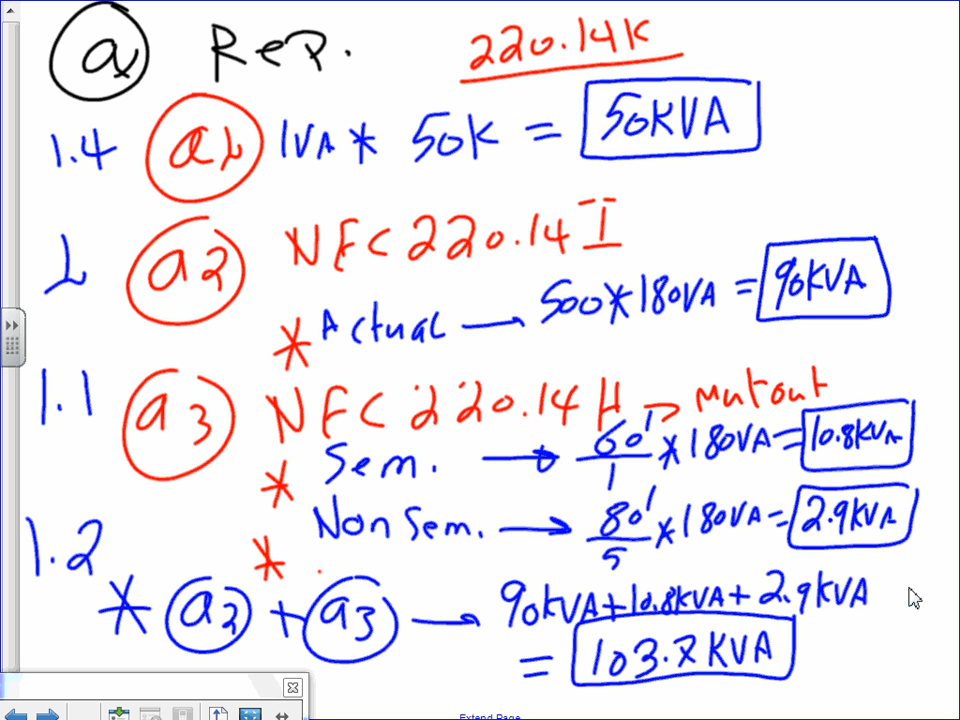 a Rep. 220.14K
1.4 a1 1VA * 50K = 50KVA
1 a2 NEC 220.14 I
* Actual → 500 * 180VA = 90KVA
1.1 a3 NEC 220.14 H → Mutout
* Sem. → 60'/1 * 180VA = 10.8KVA
Non Sem. → 80'/5 * 180VA = 2.9KVA
1.2 *
* a2 + a3 → 90KVA + 10.8KVA + 2.9KVA
= 103.7KVA
Extend Page